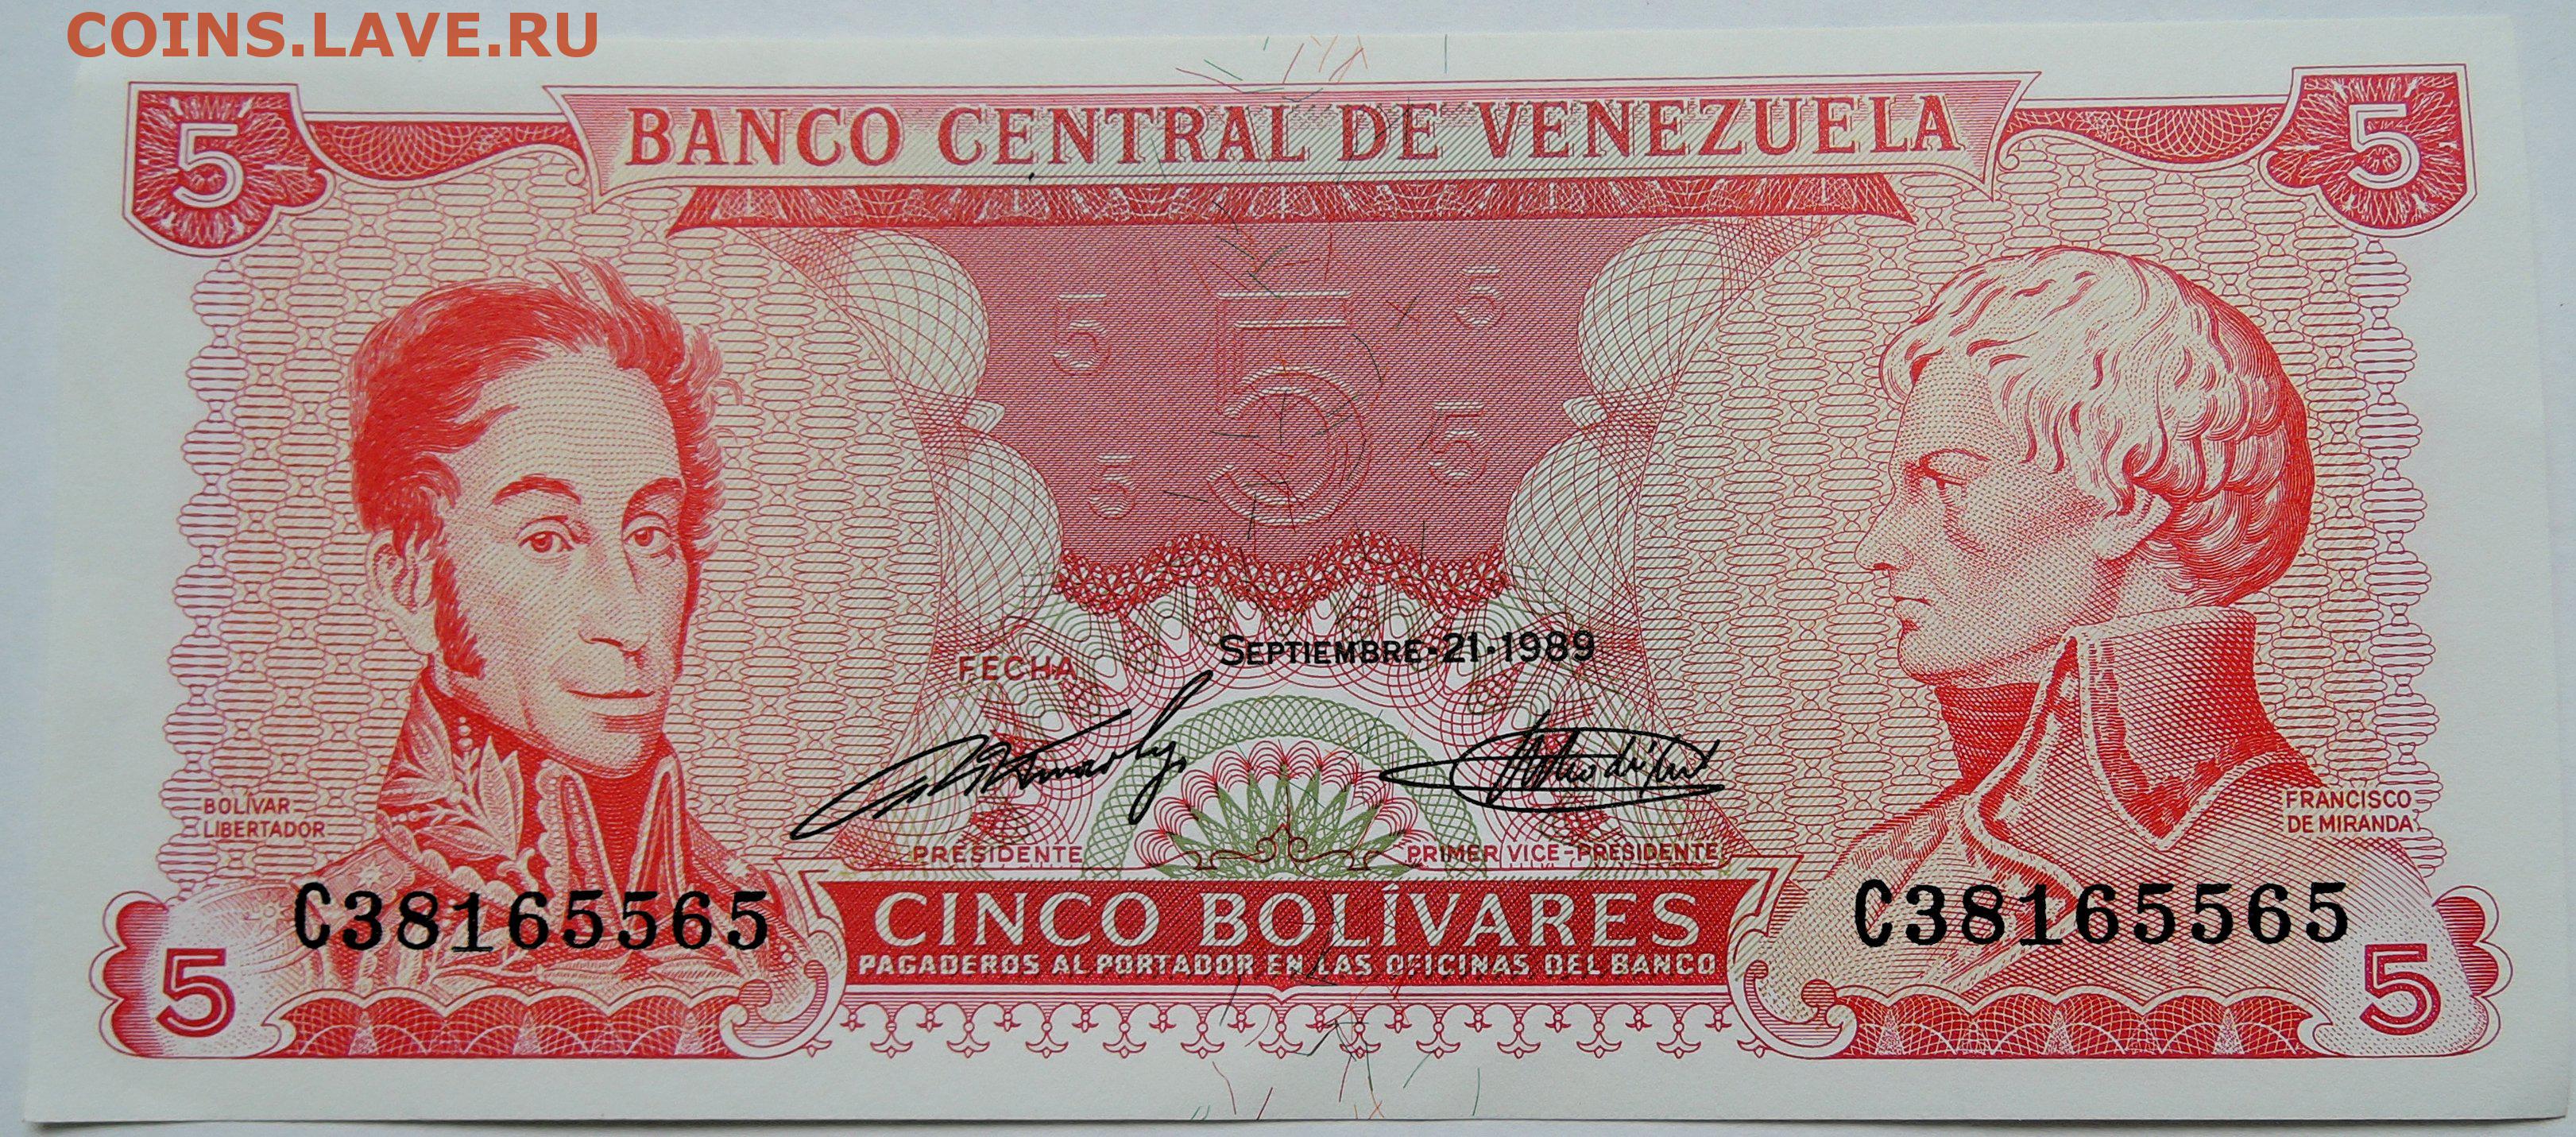 COINS.LAVE.RU
5
BANCO CENTRAL DE VENEZUELA
5
5
5
5
5
5
SEPTIEMBRE·21·1989
FECHA
BOLÍVAR
LIBERTADOR
FRANCISCO
DE MIRANDA
PRESIDENTE
PRIMER VICE-PRESIDENTE
C38165565
CINCO BOLÍVARES
C38165565
PAGADEROS AL PORTADOR EN LAS OFICINAS DEL BANCO
5
5